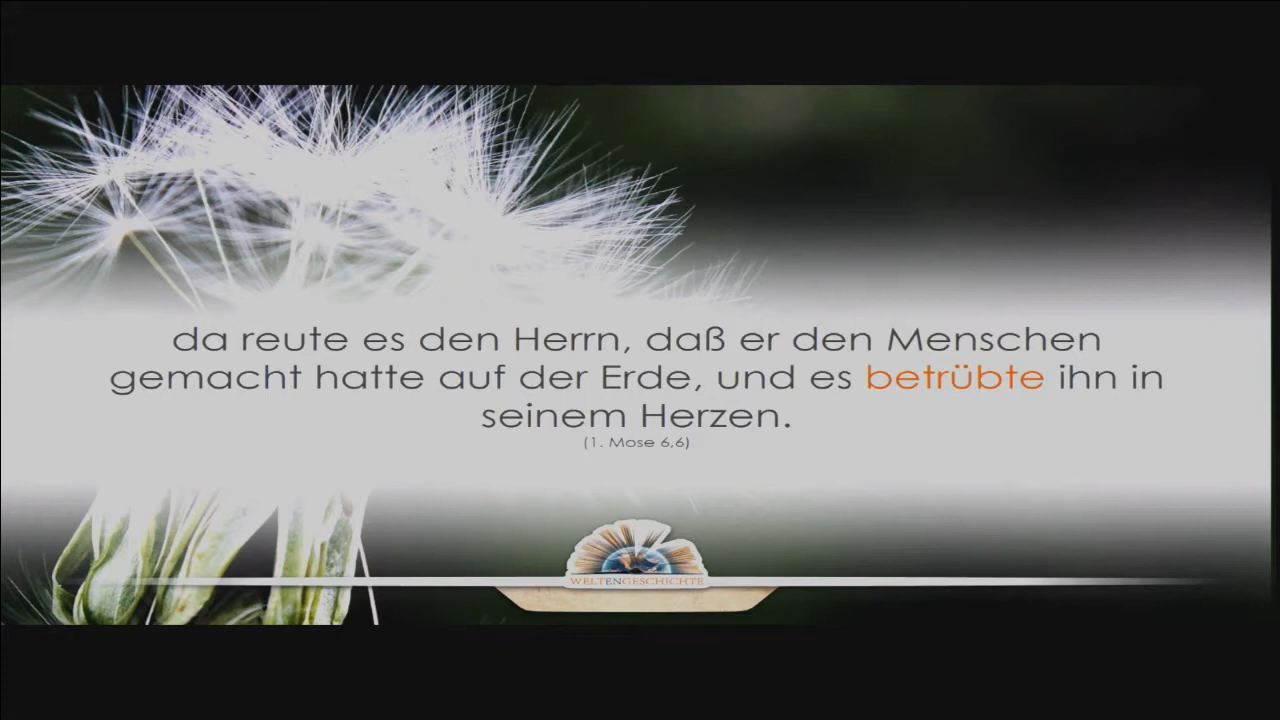 da reute es den Herrn, daß er den Menschen
gemacht hatte auf der Erde, und es betrübte ihn in
seinem Herzen.
(1. Mose 6,6)
WELTENGESCHICHTE